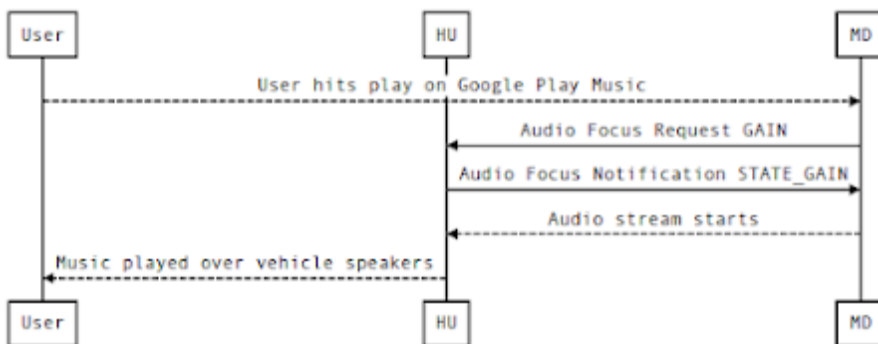 User HU MD
User hits play on Google Play Music
Audio Focus Request GAIN
Audio Focus Notification STATE_GAIN
Audio stream starts
Music played over vehicle speakers
User HU MD